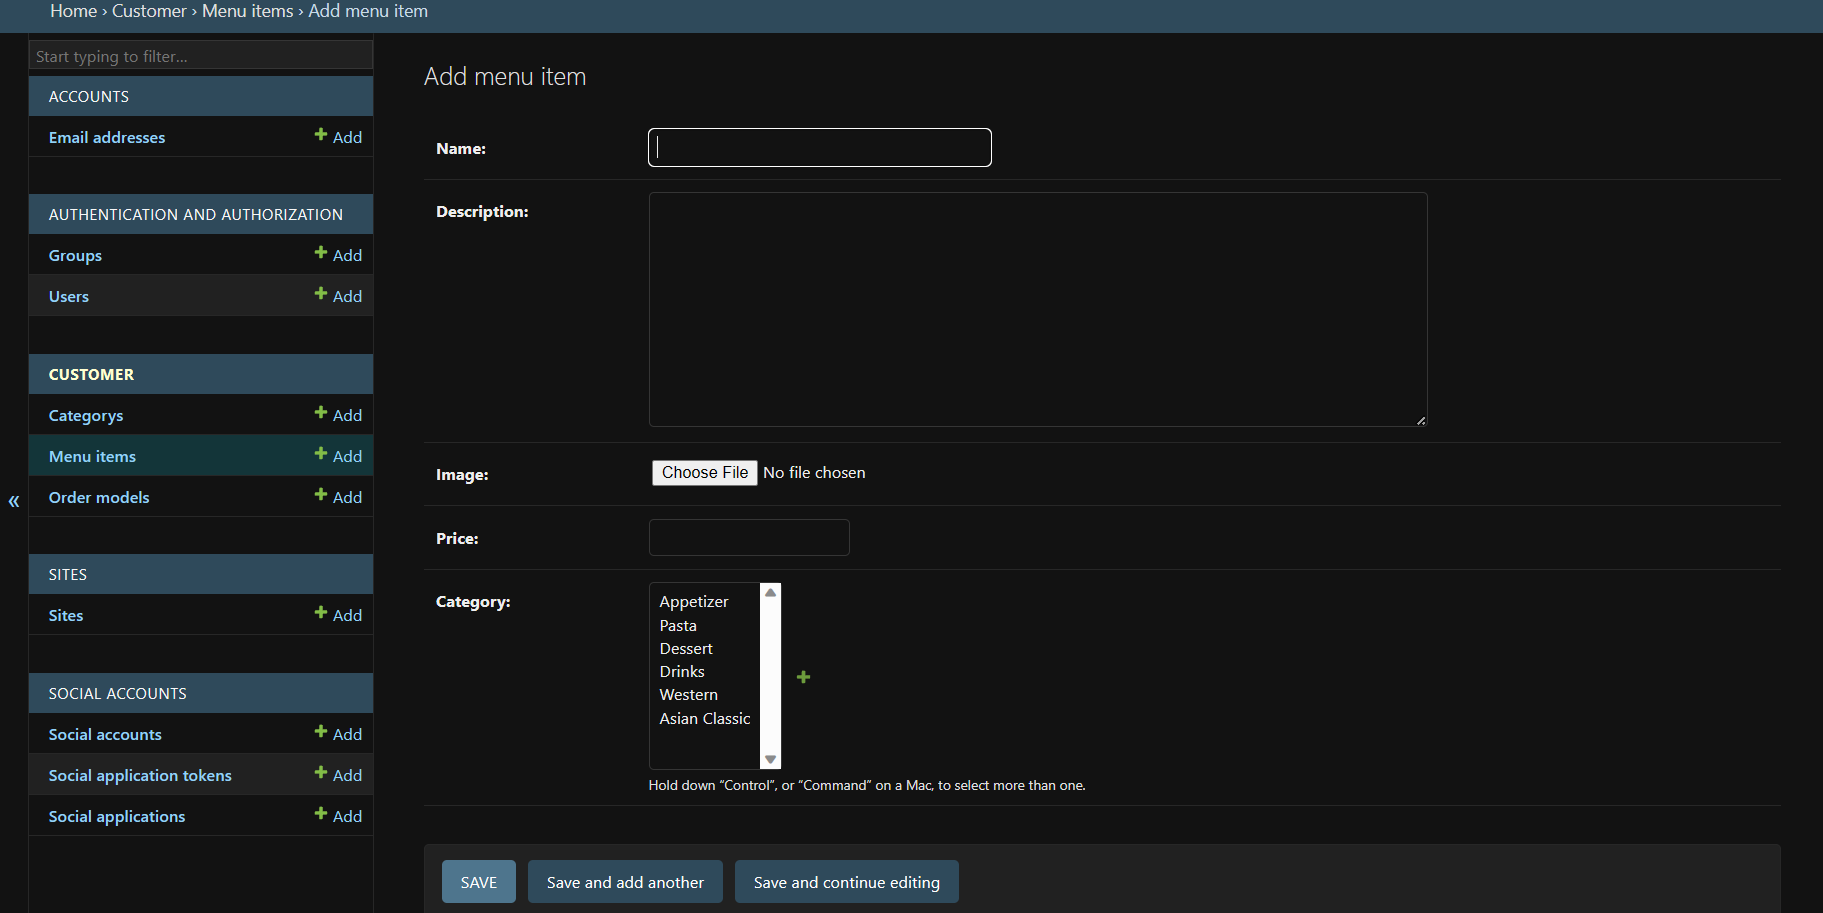 Home › Customer › Menu items › Add menu item
Start typing to filter...
ACCOUNTS
Email addresses Add
AUTHENTICATION AND AUTHORIZATION
Groups Add
Users Add
CUSTOMER
Categorys Add
Menu items Add
Order models Add
«
SITES
Sites Add
SOCIAL ACCOUNTS
Social accounts Add
Social application tokens Add
Social applications Add
Add menu item
Name:
Description:
Image: Choose File No file chosen
Price:
Category:
Appetizer
Pasta
Dessert
Drinks
Western
Asian Classic
Hold down “Control”, or “Command” on a Mac, to select more than one.
SAVE Save and add another Save and continue editing